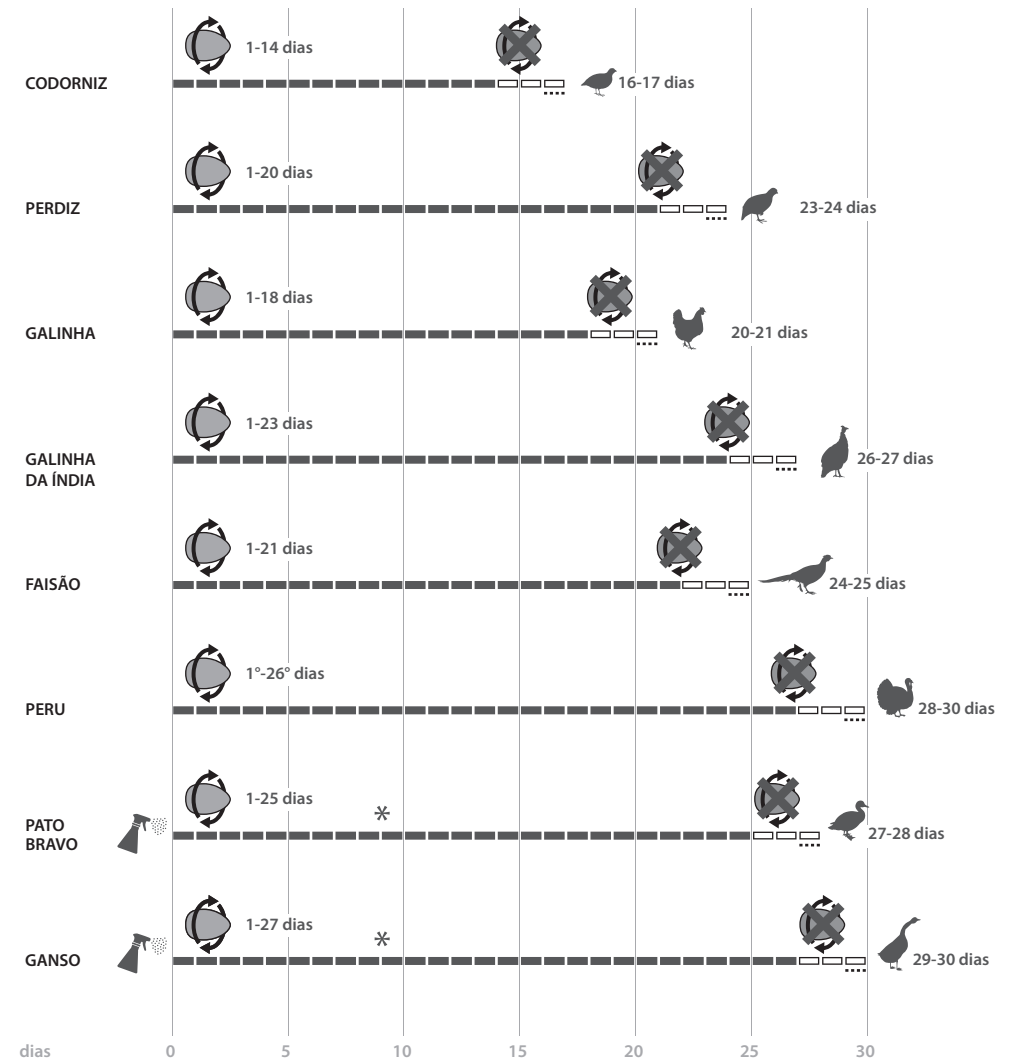 1-14 dias
CODORNIZ
16-17 dias
1-20 dias
PERDIZ
23-24 dias
1-18 dias
GALINHA
20-21 dias
1-23 dias
GALINHA
DA ÍNDIA
26-27 dias
1-21 dias
FAISÃO
24-25 dias
1°-26° dias
PERU
28-30 dias
1-25 dias
*
PATO
BRAVO
27-28 dias
1-27 dias
*
GANSO
29-30 dias
dias 0 5 10 15 20 25 30